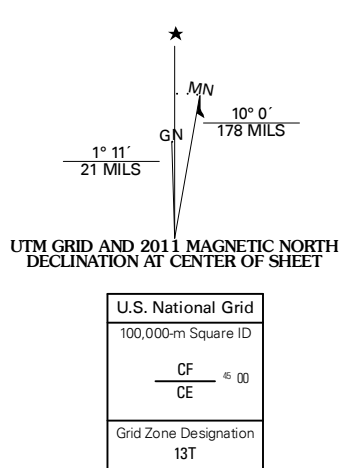 ★
MN
10° 0´
178 MILS
GN
1° 11´
21 MILS
UTM GRID AND 2011 MAGNETIC NORTH
DECLINATION AT CENTER OF SHEET
U.S. National Grid
100,000-m Square ID
CF
45 00
CE
Grid Zone Designation
13T